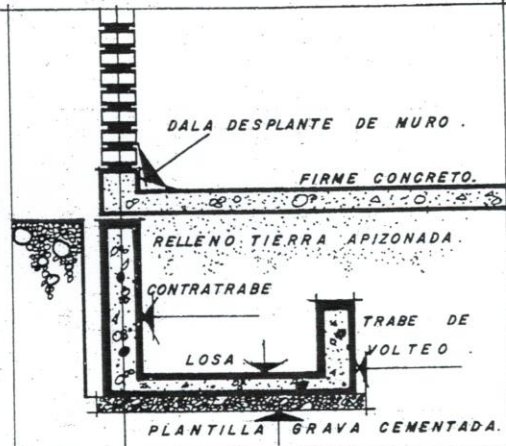 DALA DESPLANTE DE MURO.
FIRME CONCRETO.
RELLENO TIERRA APIZONADA.
CONTRATRABE
TRABE DE
VOLTEO
LOSA
PLANTILLA GRAVA CEMENTADA.